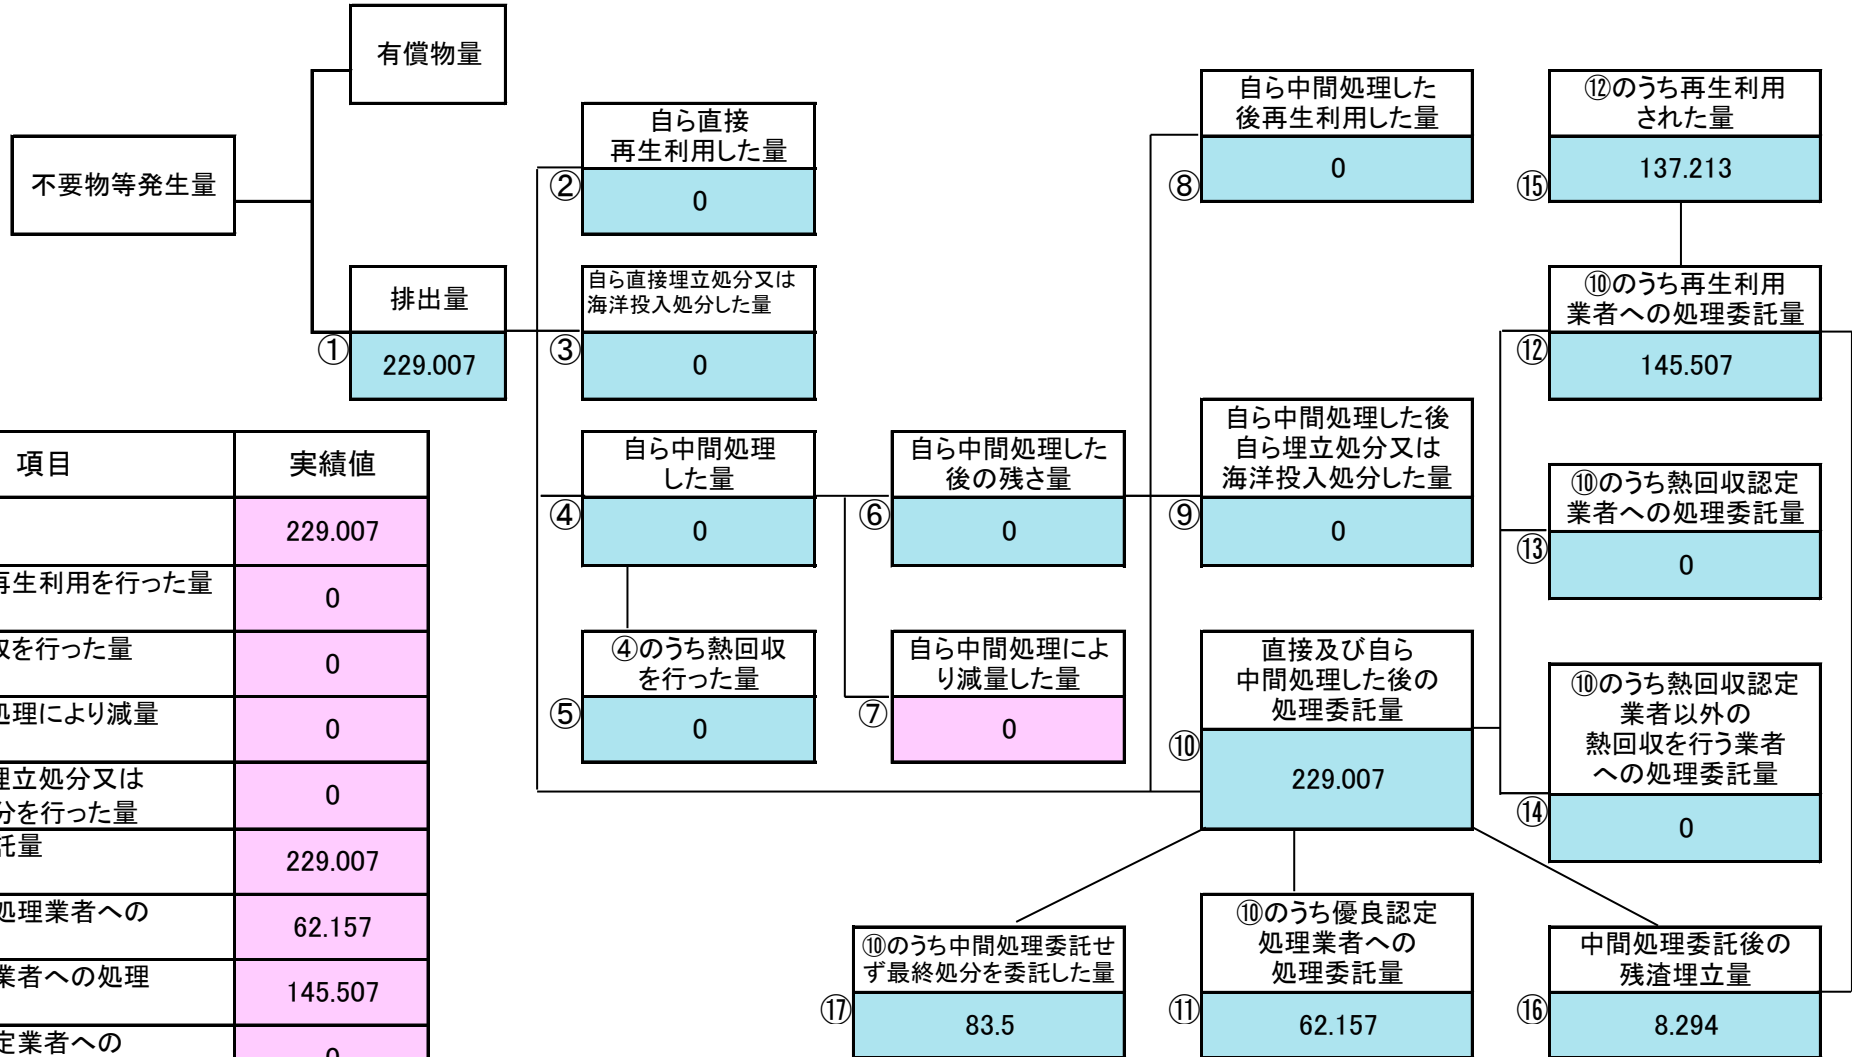 有償物量
不要物等発生量
排出量
①
229.007
自ら直接
再生利用した量
②
0
自ら直接埋立処分又は
海洋投入処分した量
③
0
自ら中間処理
した量
④
0
④のうち熱回収
を行った量
⑤
0
自ら中間処理した
後の残さ量
⑥
0
自ら中間処理によ
り減量した量
⑦
0
自ら中間処理した
後再生利用した量
⑧
0
自ら中間処理した後
自ら埋立処分又は
海洋投入処分した量
⑨
0
直接及び自ら
中間処理した後の
処理委託量
⑩
229.007
⑫のうち再生利用
された量
⑮
137.213
⑩のうち再生利用
業者への処理委託量
⑫
145.507
⑩のうち熱回収認定
業者への処理委託量
⑬
0
⑩のうち熱回収認定
業者以外の
熱回収を行う業者
への処理委託量
⑭
0
⑩のうち中間処理委託せ
ず最終処分を委託した量
⑰
83.5
⑩のうち優良認定
処理業者への
処理委託量
⑪
62.157
中間処理委託後の
残渣埋立量
⑯
8.294
項目 実績値
229.007
再生利用を行った量 0
を行った量 0
処理により減量 0
埋立処分又は
分を行った量 0
託量 229.007
処理業者への 62.157
業者への処理 145.507
定業者への 0